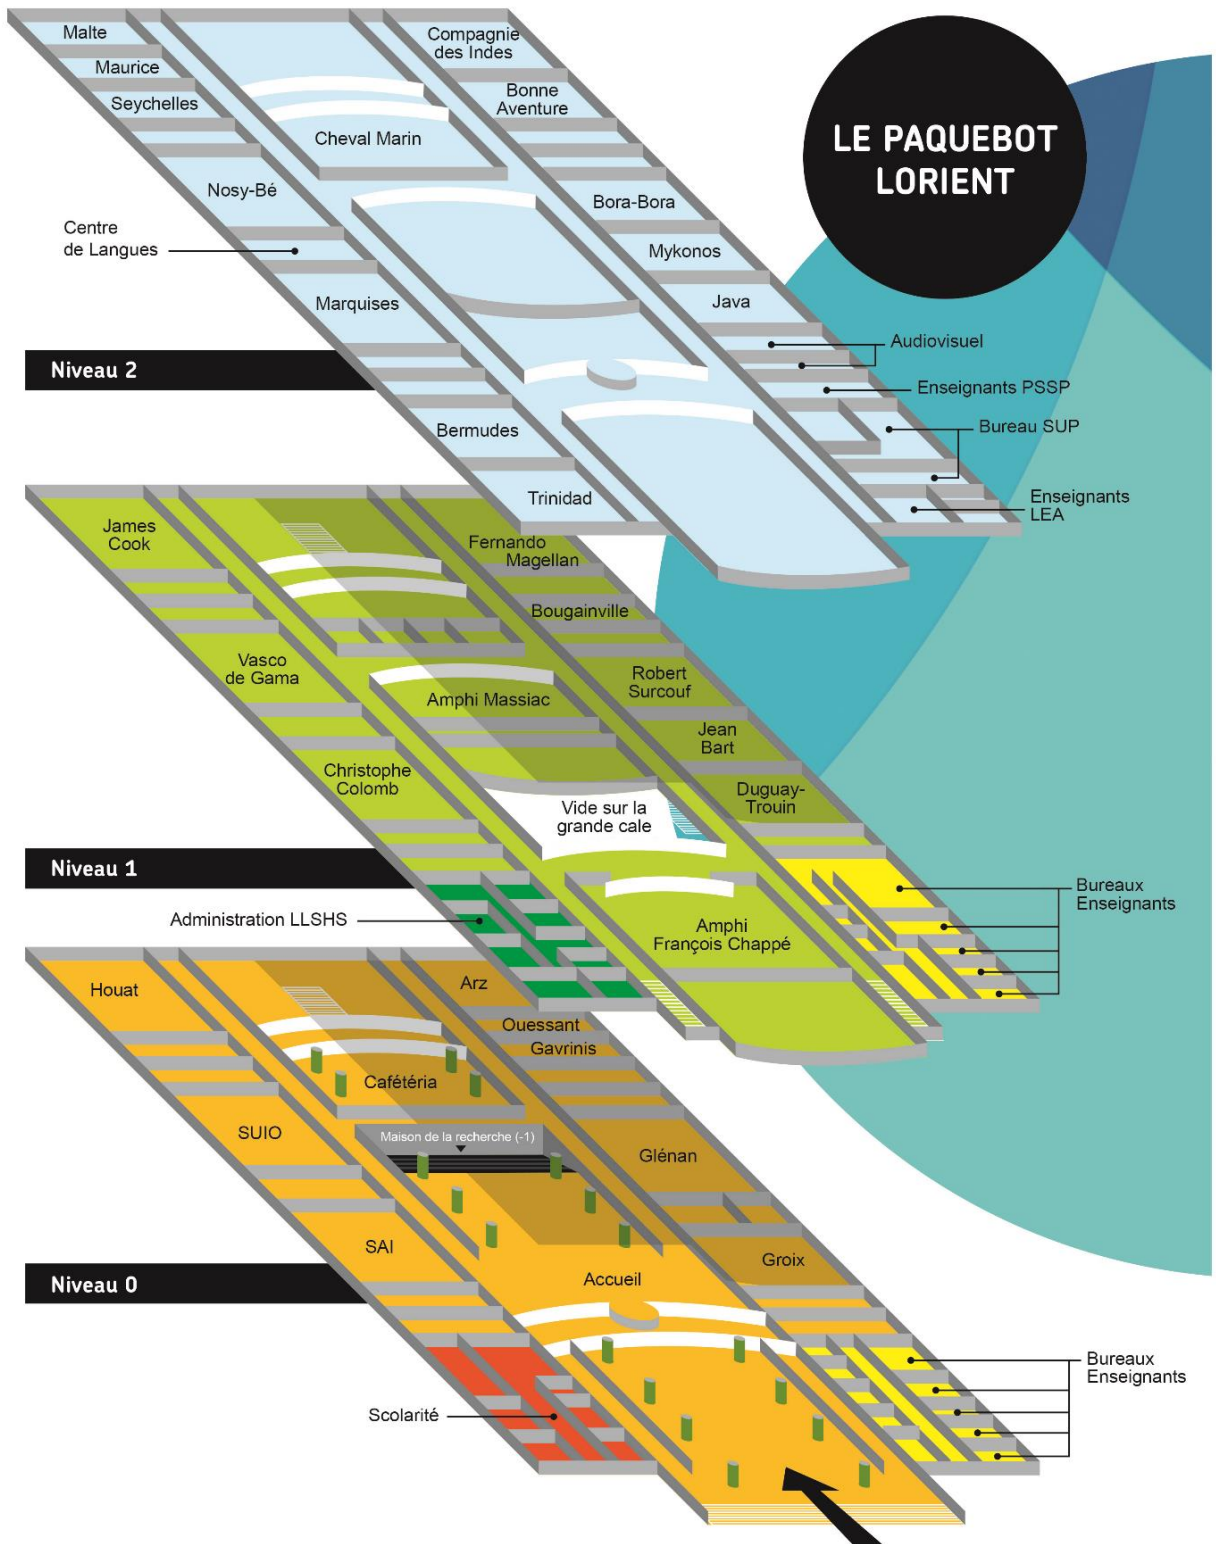 LE PAQUEBOT
LORIENT
Malte
Maurice
Seychelles
Nosy-Bé
Centre
de Langues
Marquises
Bermudes
Trinidad
Cheval Marin
Compagnie
des Indes
Bonne
Aventure
Bora-Bora
Mykonos
Java
Audiovisuel
Enseignants PSSP
Bureau SUP
Enseignants
LEA
Niveau 2
James
Cook
Vasco
de Gama
Christophe
Colomb
Administration LLSHS
Amphi Massiac
Vide sur la
grande cale
Amphi
François Chappé
Fernando
Magellan
Bougainville
Robert
Surcouf
Jean
Bart
Duguay-
Trouin
Bureaux
Enseignants
Niveau 1
Houat
SUIO
SAI
Scolarité
Cafétéria
Maison de la recherche (-1)
Accueil
Arz
Ouessant
Gavrinis
Glénan
Groix
Bureaux
Enseignants
Niveau 0